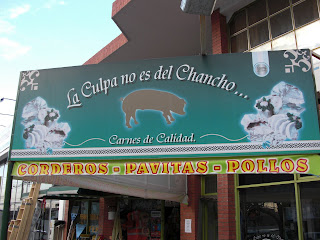 La Culpa no es del Chancho...
Carnes de Calidad.
CORDEROS - PAVITAS - POLLOS